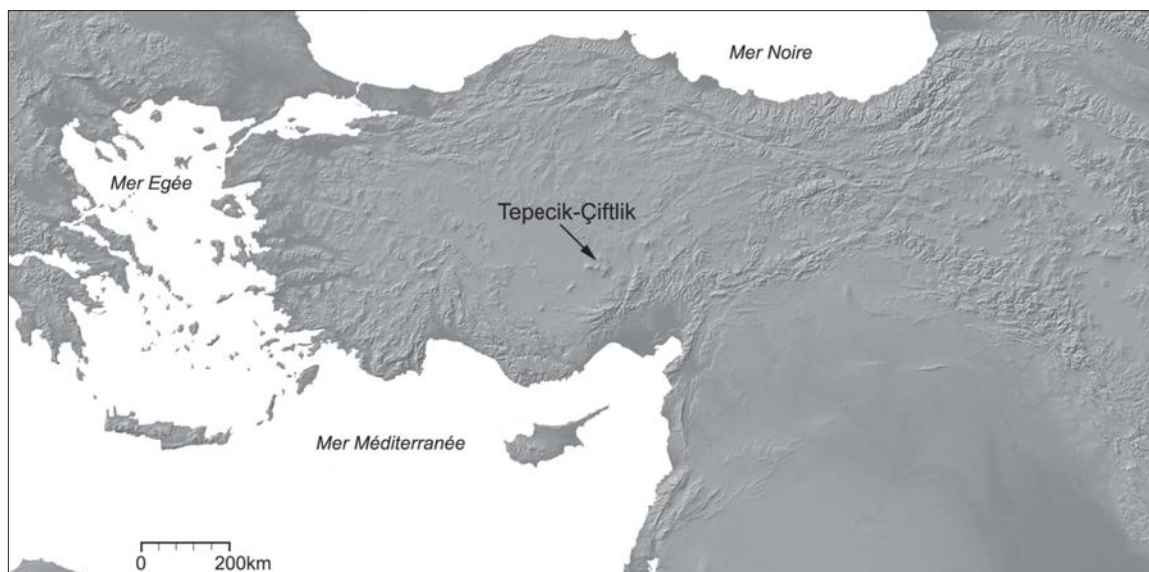 Mer Noire
Mer Egée
Tepecik-Çiftlik
Mer Méditerranée
0 200km